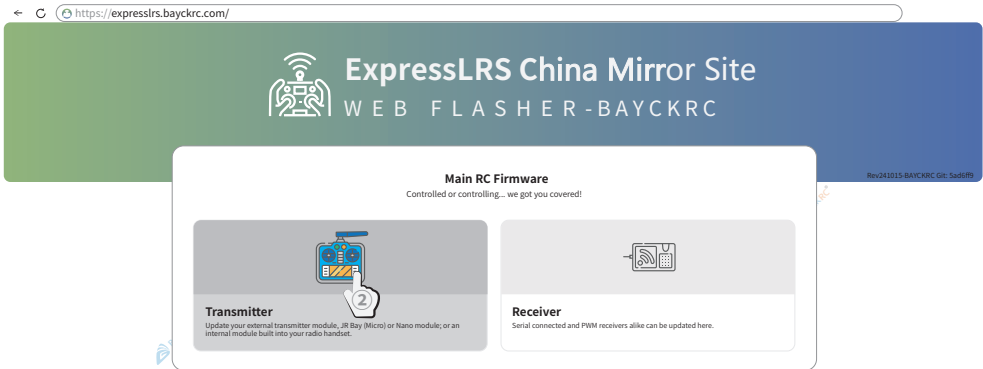 https://expresslrs.bayckrc.com/
ExpressLRS China Mirror Site
WEB FLASHER-BAYCKRC
Rev241015-BAYCKRC Git: 5ad6ff9
Main RC Firmware
Controlled or controlling... we got you covered!
2
Transmitter
Update your external transmitter module, JR Bay (Micro) or Nano module; or an
internal module built into your radio handset.
Receiver
Serial connected and PWM receivers alike can be updated here.